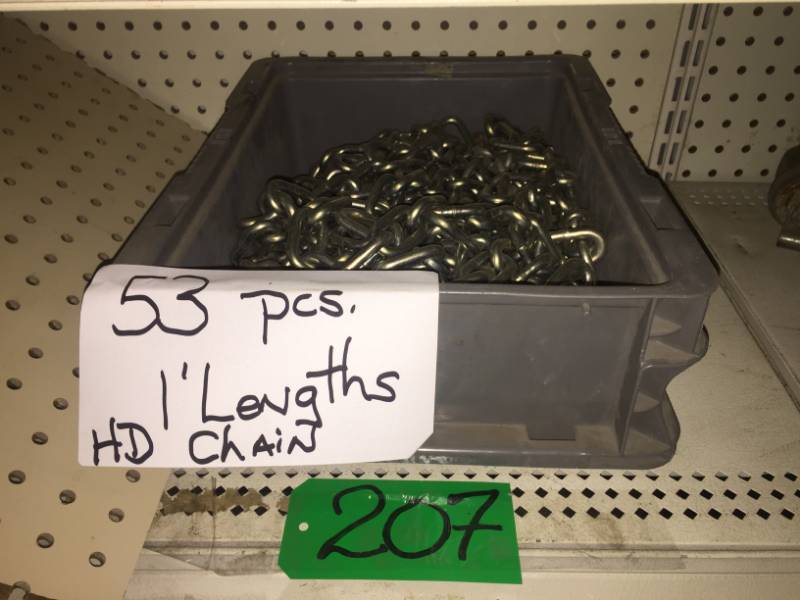 53 pcs.
1' Lengths
HD Chain
207